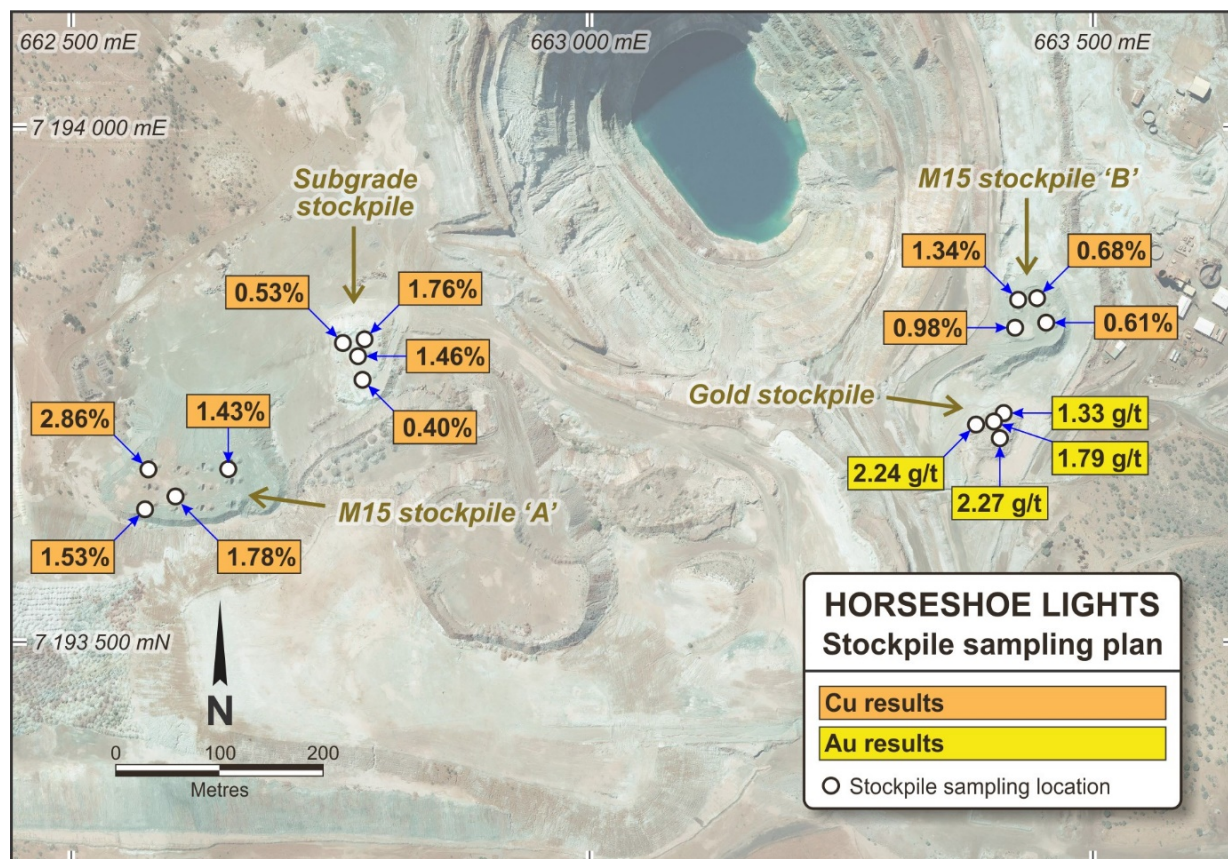 662 500 mE
663 000 mE
663 500 mE
7 194 000 mE
Subgrade
stockpile
M15 stockpile ‘B’
1.34%
0.68%
0.53%
1.76%
0.98%
0.61%
1.46%
Gold stockpile
2.86%
1.43%
0.40%
1.33 g/t
2.24 g/t
1.79 g/t
2.27 g/t
M15 stockpile ‘A’
1.53%
1.78%
7 193 500 mN
N
0
100
200
Metres
HORSESHOE LIGHTS
Stockpile sampling plan
Cu results
Au results
Stockpile sampling location